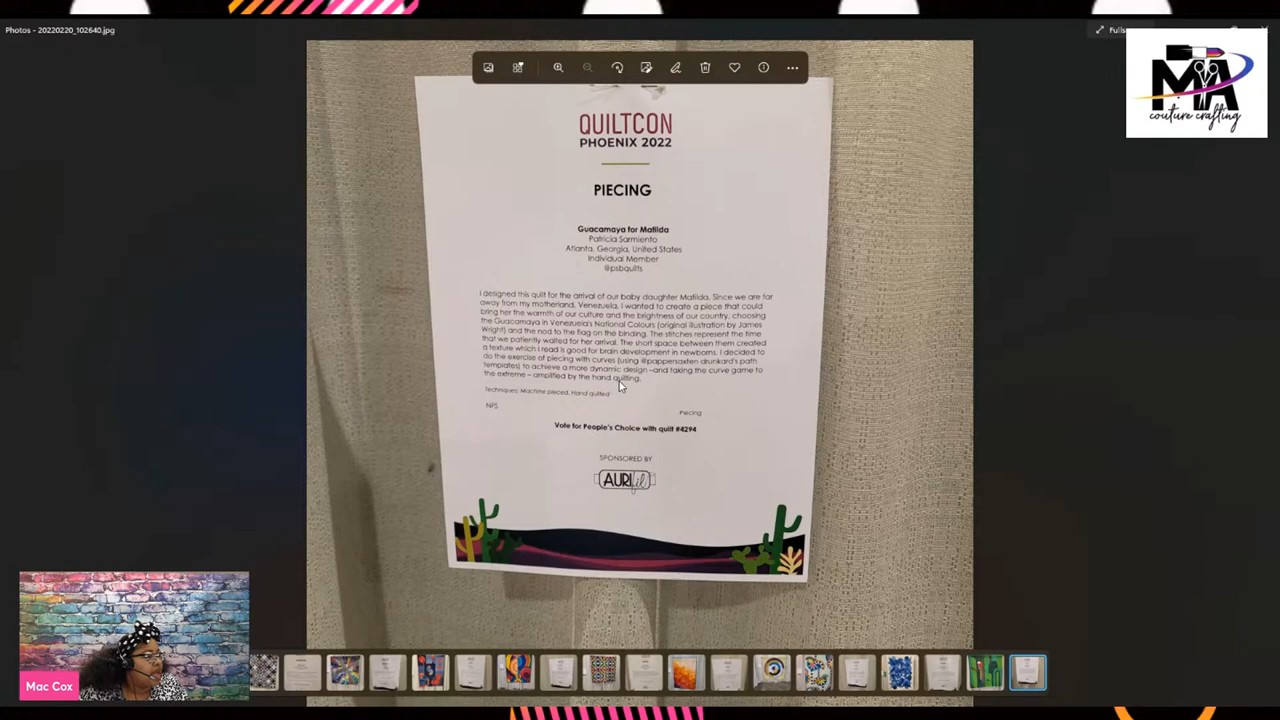 Photos - 20220220_102640.jpg
Fulls
MA
couture crafting
QUILTCON
PHOENIX 2022
PIECING
Guacamaya for Matilda
Patricia Sarmiento
Atlanta, Georgia, United States
Individual Member
@psbquilts
I designed this quilt for the arrival of our baby daughter Matilda. Since we are far
away from my motherland, Venezuela, I wanted to create a piece that could
bring her the warmth of our culture and the brightness of our country, choosing
the Guacamaya in Venezuela's National Colours (original illustration by James
Wright) and the nod to the flag on the binding. The stitches represent the time
that we patiently waited for her arrival. The short space between them created
a texture which I read is good for brain development in newborns. I decided to
do the exercise of piecing with curves (using @pappersaxten drunkard's path
templates) to achieve a more dynamic design –and taking the curve game to
the extreme – amplified by the hand quilting.
Techniques: Machine pieced, Hand quilted
NFS
Piecing
Vote for People's Choice with quilt #4294
SPONSORED BY
AURIfil
Mac Cox